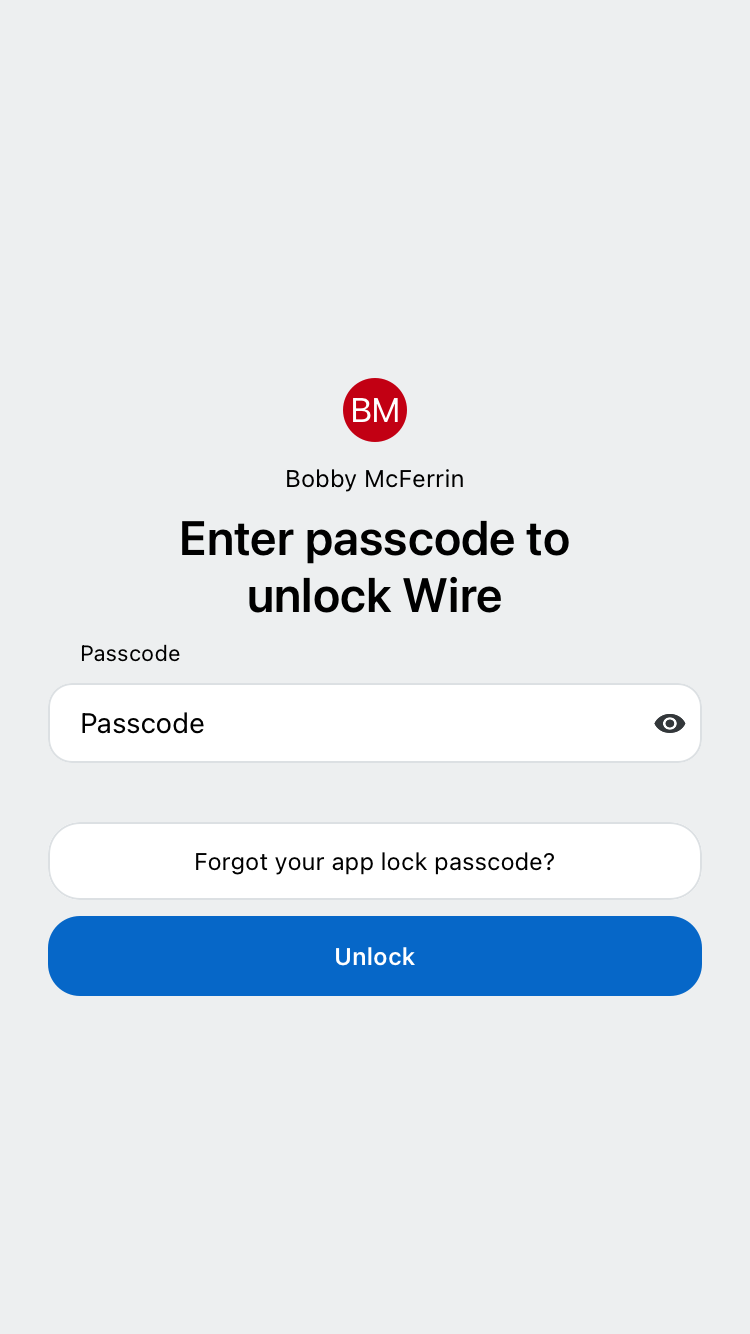 BM
Bobby McFerrin
Enter passcode to
unlock Wire
Passcode
Passcode
Forgot your app lock passcode?
Unlock